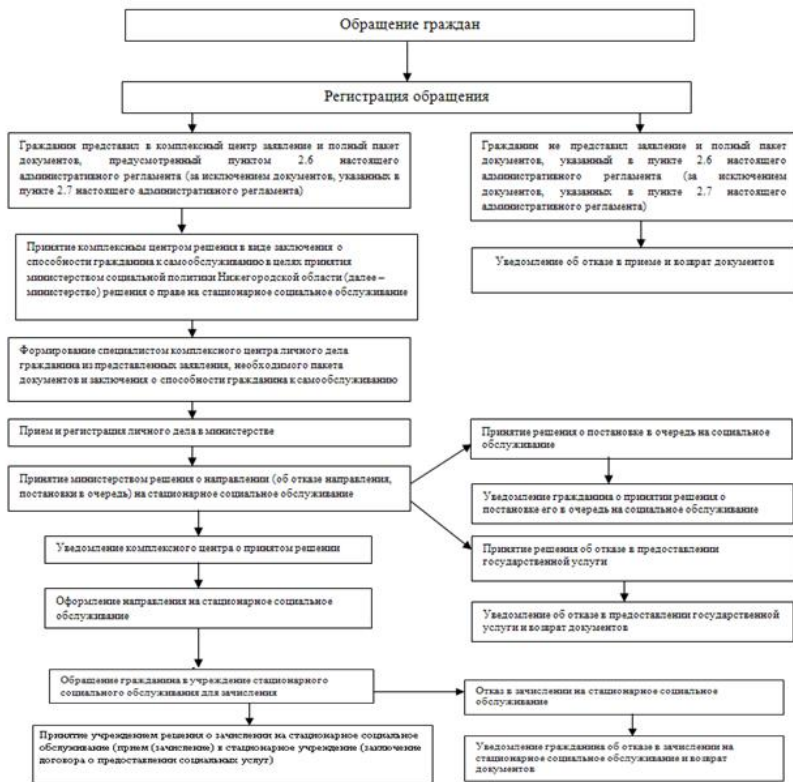 Обращение граждан
Регистрация обращения
Гражданин представил в комплексный центр заявление и полный пакет
документов, предусмотренный пунктом 2.6 настоящего
административного регламента (за исключением документов, указанных в
пункте 2.7 настоящего административного регламента)
Гражданин не представил заявление и полный пакет
документов, указанный в пункте 2.6 настоящего
административного регламента (за исключением
документов, указанных в пункте 2.7 настоящего
административного регламента)
Принятие комплексным центром решения в виде заключения о
способности гражданина к самообслуживанию в целях принятия
министерством социальной политики Нижегородской области (далее –
министерство) решения о праве на стационарное социальное обслуживание
Уведомление об отказе в приеме и возврат документов
Формирование специалистом комплексного центра личного дела
гражданина из представленных заявления, необходимого пакета
документов и заключения о способности гражданина к самообслуживанию
Прием и регистрация личного дела в министерстве
Принятие решения о постановке в очередь на социальное
обслуживание
Принятие министерством решения о направлении (об отказе направления,
постановки в очередь) на стационарное социальное обслуживание
Уведомление гражданина о принятии решения о
постановке его в очередь на социальное обслуживание
Уведомление комплексного центра о принятом решении
Принятие решения об отказе в предоставлении
государственной услуги
Оформление направления на стационарное социальное
обслуживание
Уведомление об отказе в предоставлении государственной
услуги и возврат документов
Обращение гражданина в учреждение стационарного
социального обслуживания для зачисления
Отказ в зачислении на стационарное социальное
обслуживание
Принятие учреждением решения о зачислении на стационарное социальное
обслуживание (прием (зачисление) в стационарное учреждение (заключение
договора о предоставлении социальных услуг)
Уведомление гражданина об отказе в зачислении на
стационарное социальное обслуживание и возврат
документов